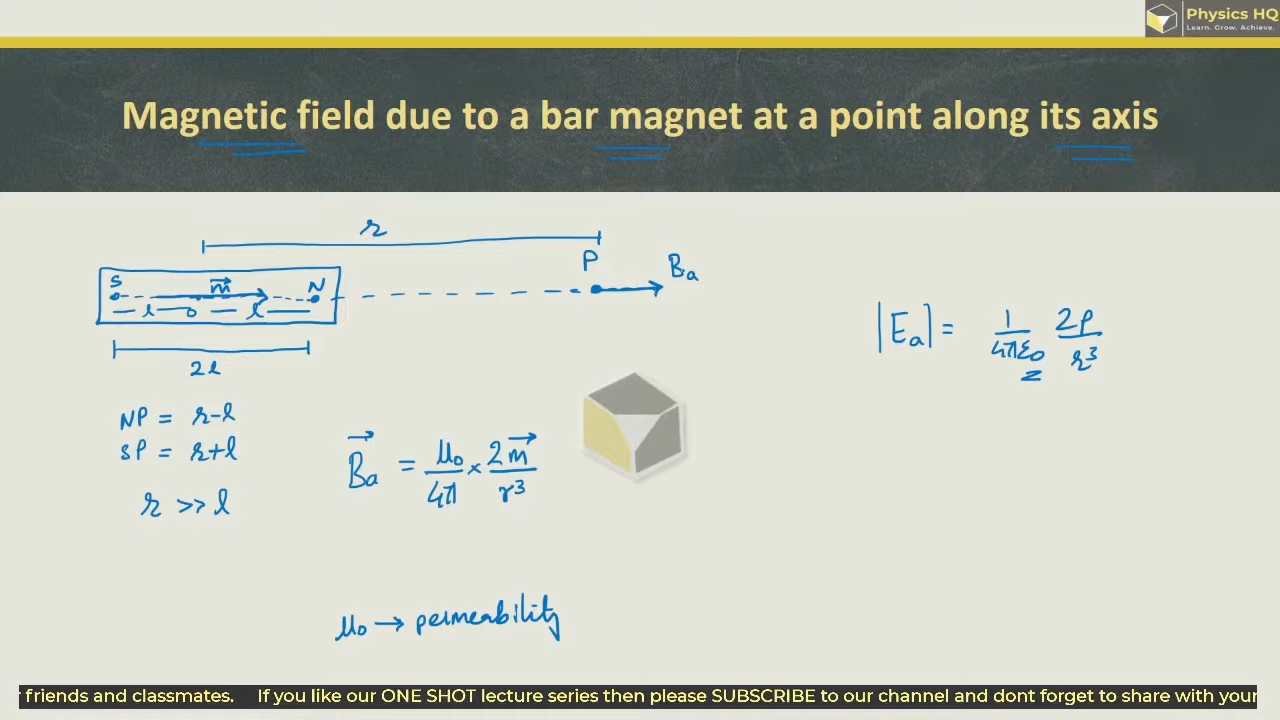 Physics HQ
Learn. Grow. Achieve.
Magnetic field due to a bar magnet at a point along its axis
r
P
Bₐ
S m⃗ N
l o l
2l
|Eₐ| = 1/4πε₀ 2p/r³
NP = r-l
SP = r+l
r >> l
B⃗ₐ = μ₀/4π × 2m⃗/r³
μ₀ → permeability
friends and classmates. If you like our ONE SHOT lecture series then please SUBSCRIBE to our channel and dont forget to share with your